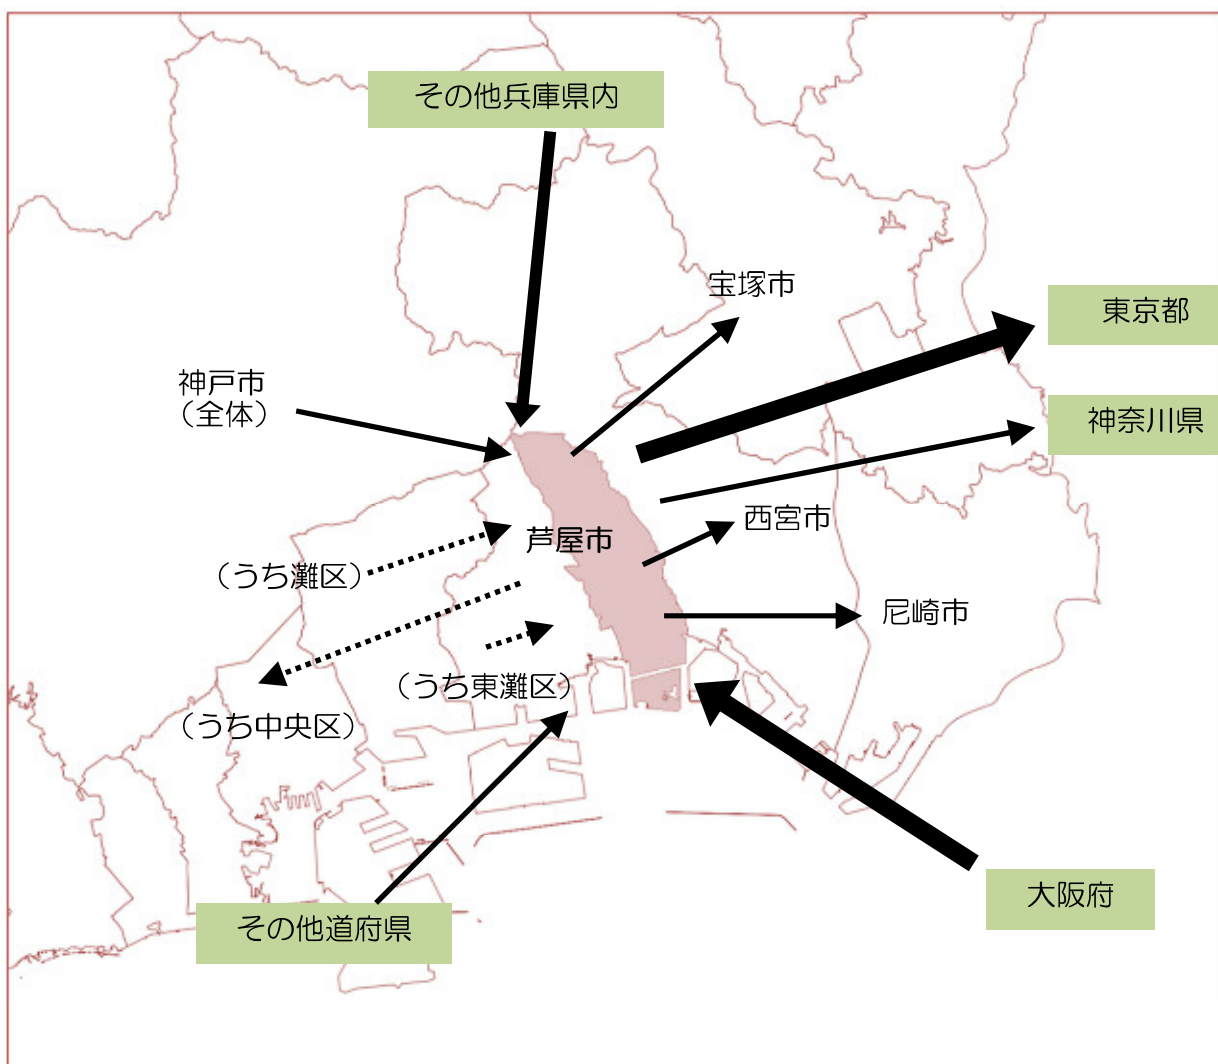 その他兵庫県内
宝塚市
東京都
神戸市
（全体）
神奈川県
西宮市
芦屋市
（うち灘区）
尼崎市
（うち東灘区）
（うち中央区）
大阪府
その他道府県